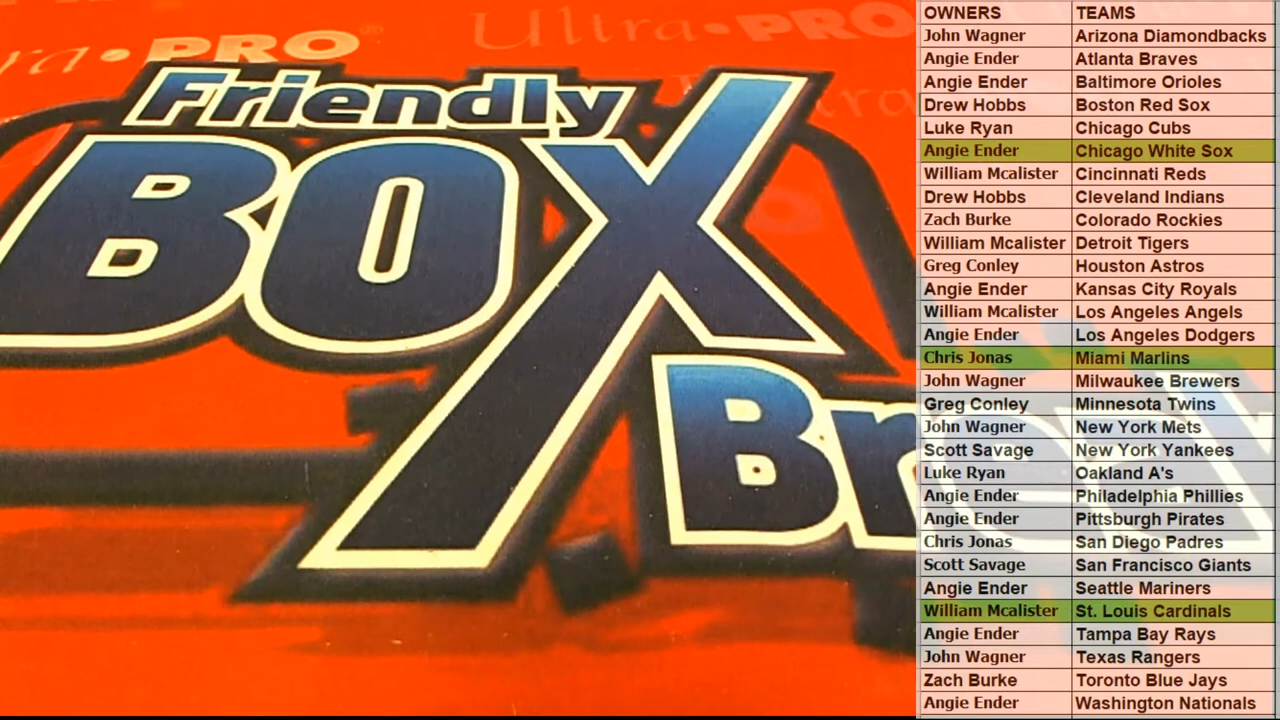 Ultra•PRO
ra•PRO®
Friendly
BOX
Br
OWNERS TEAMS
John Wagner Arizona Diamondbacks
Angie Ender Atlanta Braves
Angie Ender Baltimore Orioles
Drew Hobbs Boston Red Sox
Luke Ryan Chicago Cubs
Angie Ender Chicago White Sox
William Mcalister Cincinnati Reds
Drew Hobbs Cleveland Indians
Zach Burke Colorado Rockies
William Mcalister Detroit Tigers
Greg Conley Houston Astros
Angie Ender Kansas City Royals
William Mcalister Los Angeles Angels
Angie Ender Los Angeles Dodgers
Chris Jonas Miami Marlins
John Wagner Milwaukee Brewers
Greg Conley Minnesota Twins
John Wagner New York Mets
Scott Savage New York Yankees
Luke Ryan Oakland A's
Angie Ender Philadelphia Phillies
Angie Ender Pittsburgh Pirates
Chris Jonas San Diego Padres
Scott Savage San Francisco Giants
Angie Ender Seattle Mariners
William Mcalister St. Louis Cardinals
Angie Ender Tampa Bay Rays
John Wagner Texas Rangers
Zach Burke Toronto Blue Jays
Angie Ender Washington Nationals